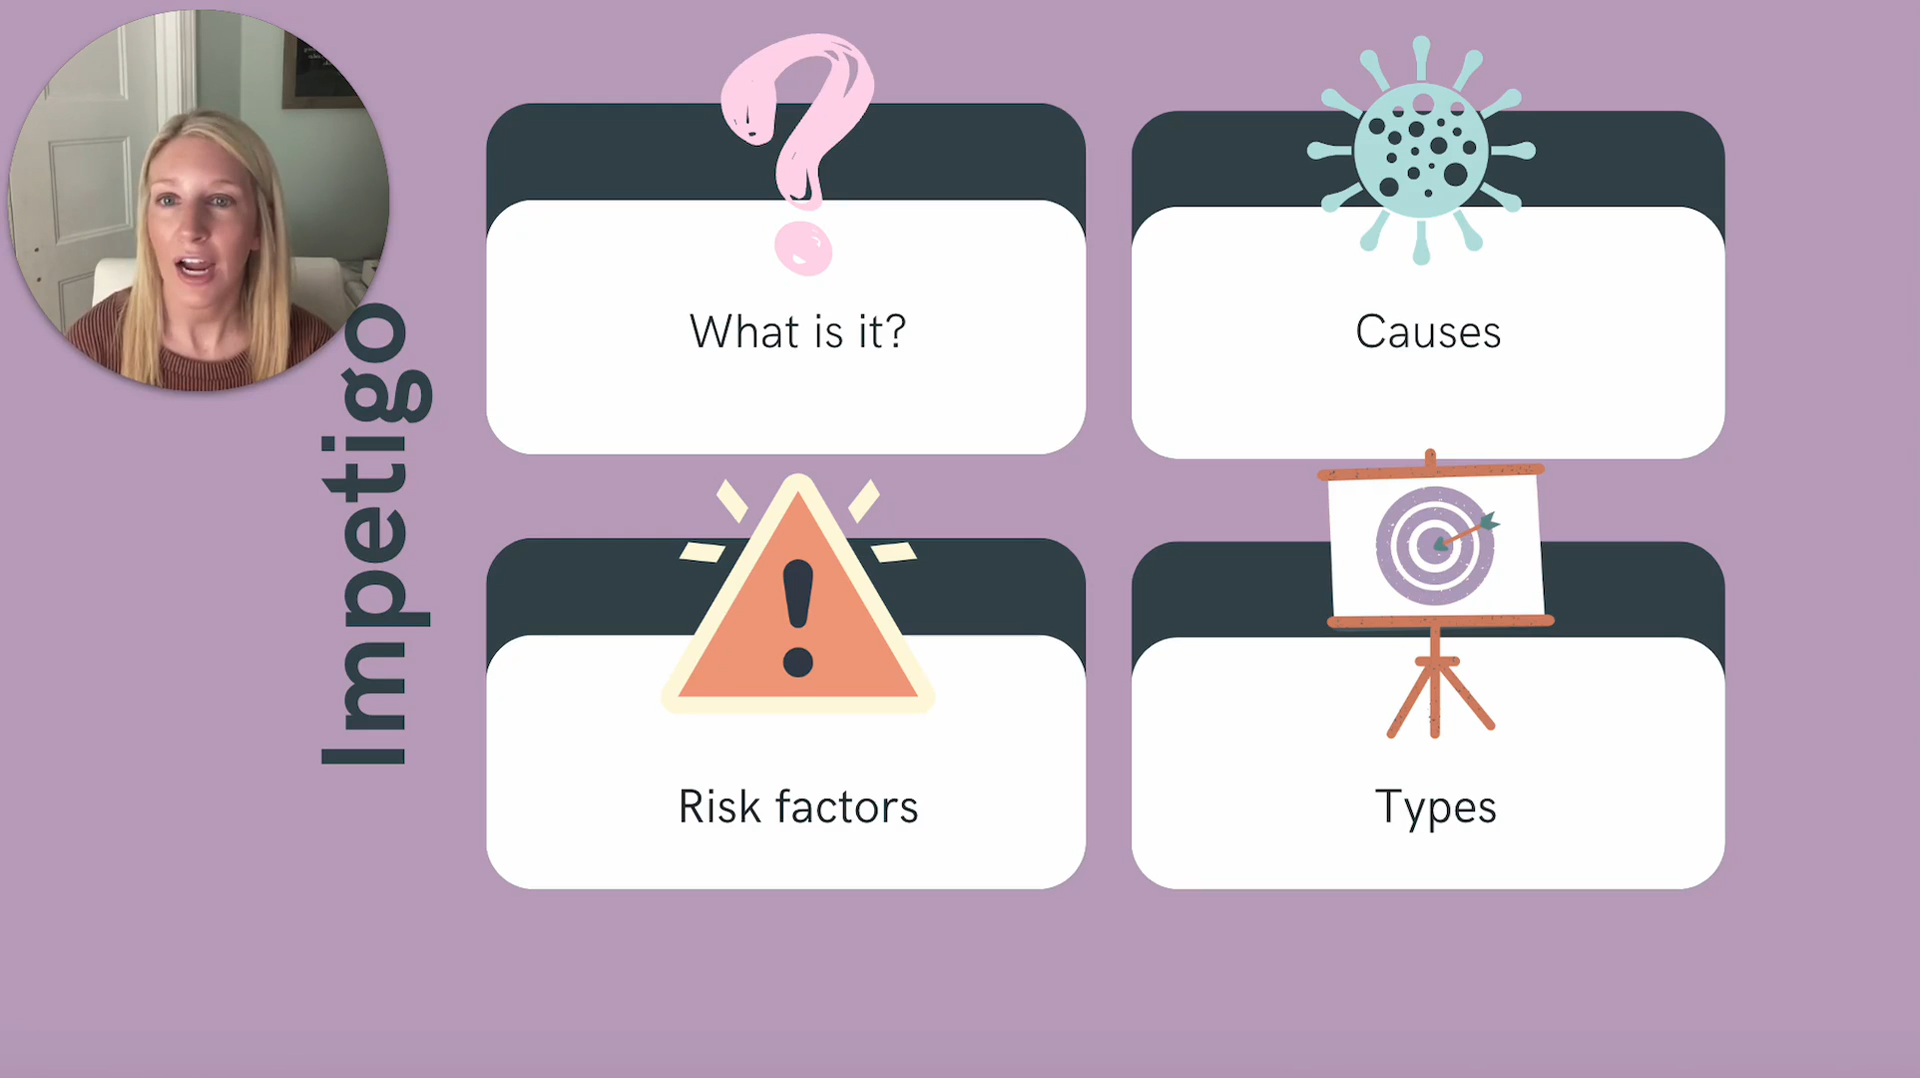 Impetigo
What is it?
Causes
Risk factors
Types